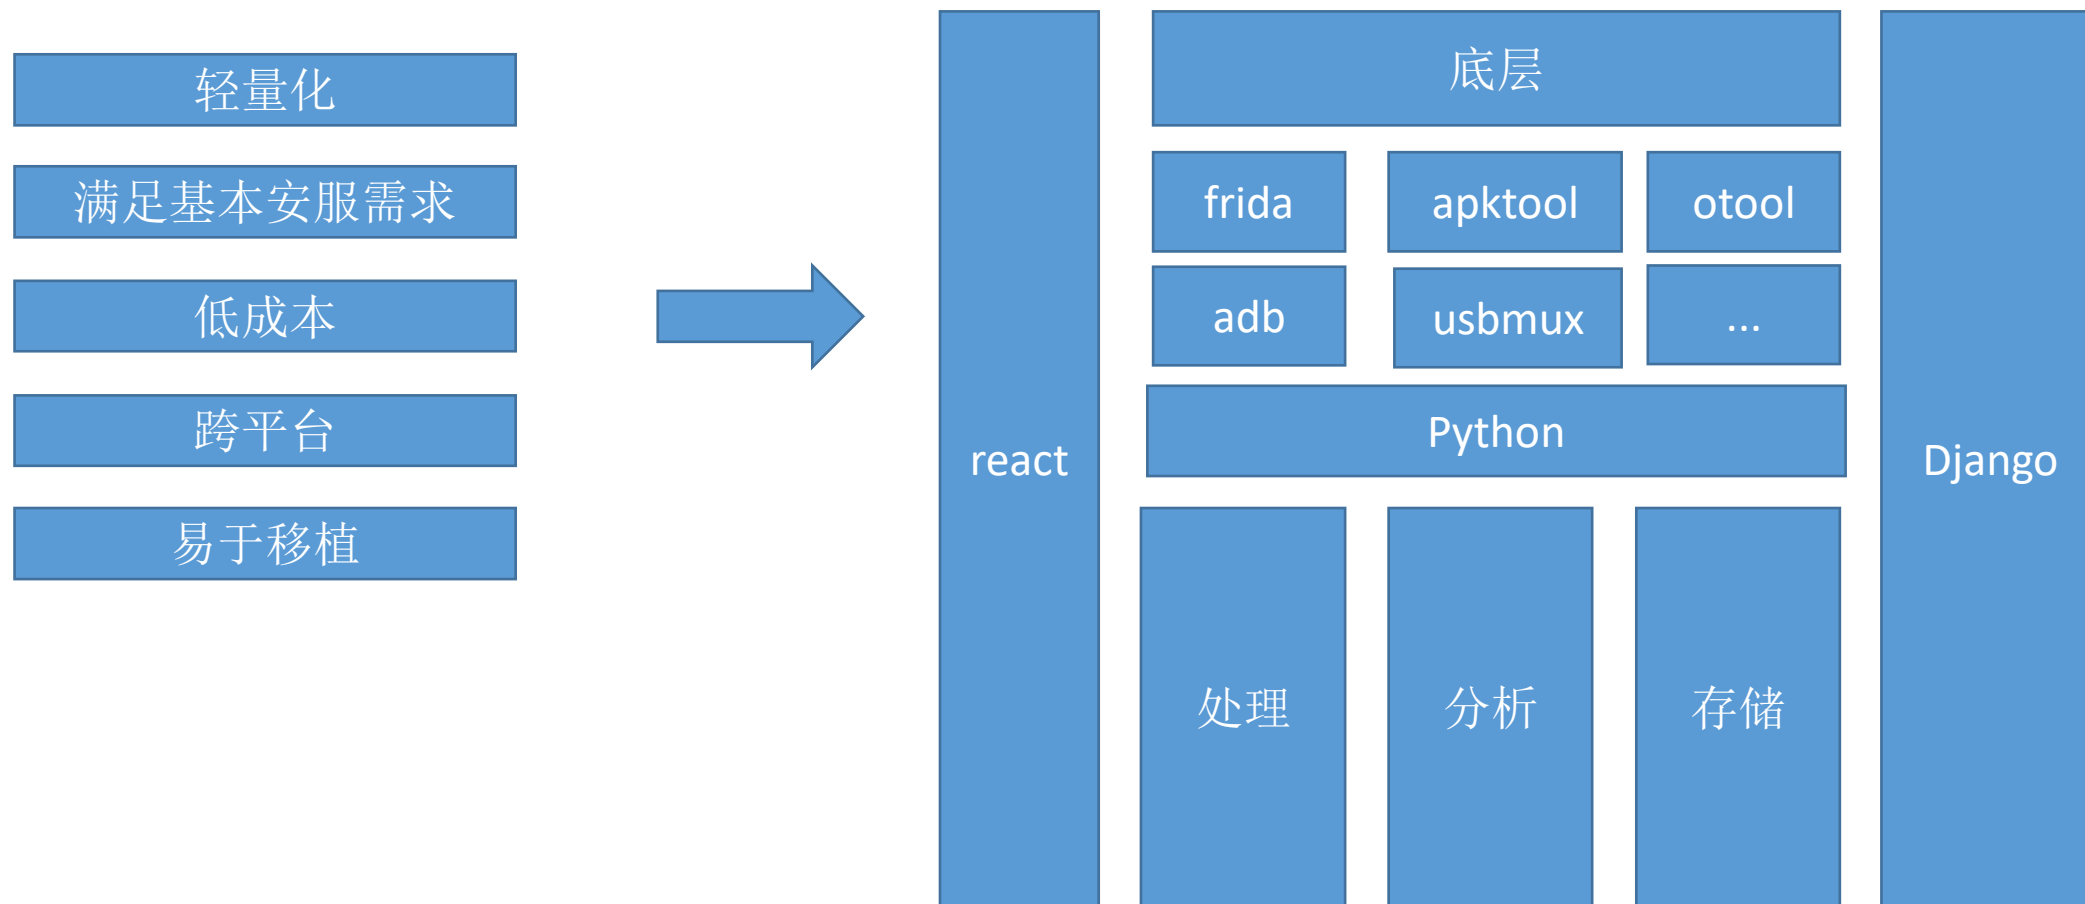 轻量化
满足基本安服需求
低成本
跨平台
易于移植
react
底层
frida
apktool
otool
adb
usbmux
...
Python
处理
分析
存储
Django